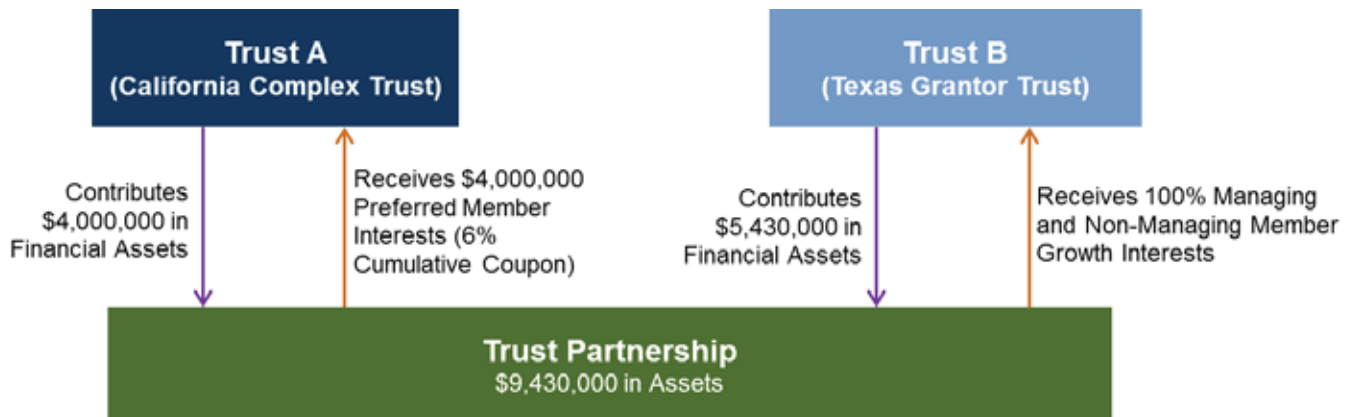 Trust A
(California Complex Trust)
Trust B
(Texas Grantor Trust)
Contributes
$4,000,000 in
Financial Assets
Receives $4,000,000
Preferred Member
Interests (6%
Cumulative Coupon)
Contributes
$5,430,000 in
Financial Assets
Receives 100% Managing
and Non-Managing Member
Growth Interests
Trust Partnership
$9,430,000 in Assets